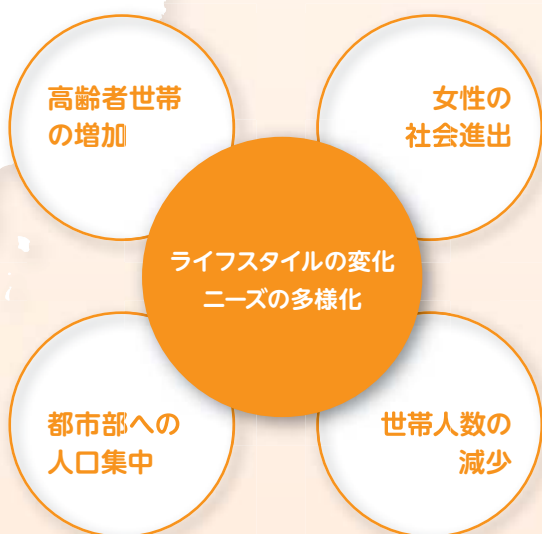 高齢者世帯
の増加
女性の
社会進出
ライフスタイルの変化
ニーズの多様化
都市部への
人口集中
世帯人数の
減少